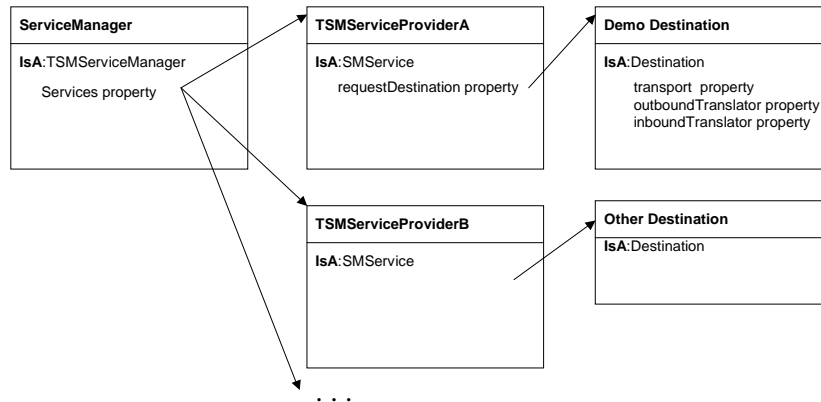 ServiceManager
IsA:TSMServiceManager
Services property
TSMServiceProviderA
IsA:SMService
requestDestination property
Demo Destination
IsA:Destination
transport property
outboundTranslator property
inboundTranslator property
TSMServiceProviderB
IsA:SMService
Other Destination
IsA:Destination
. . .